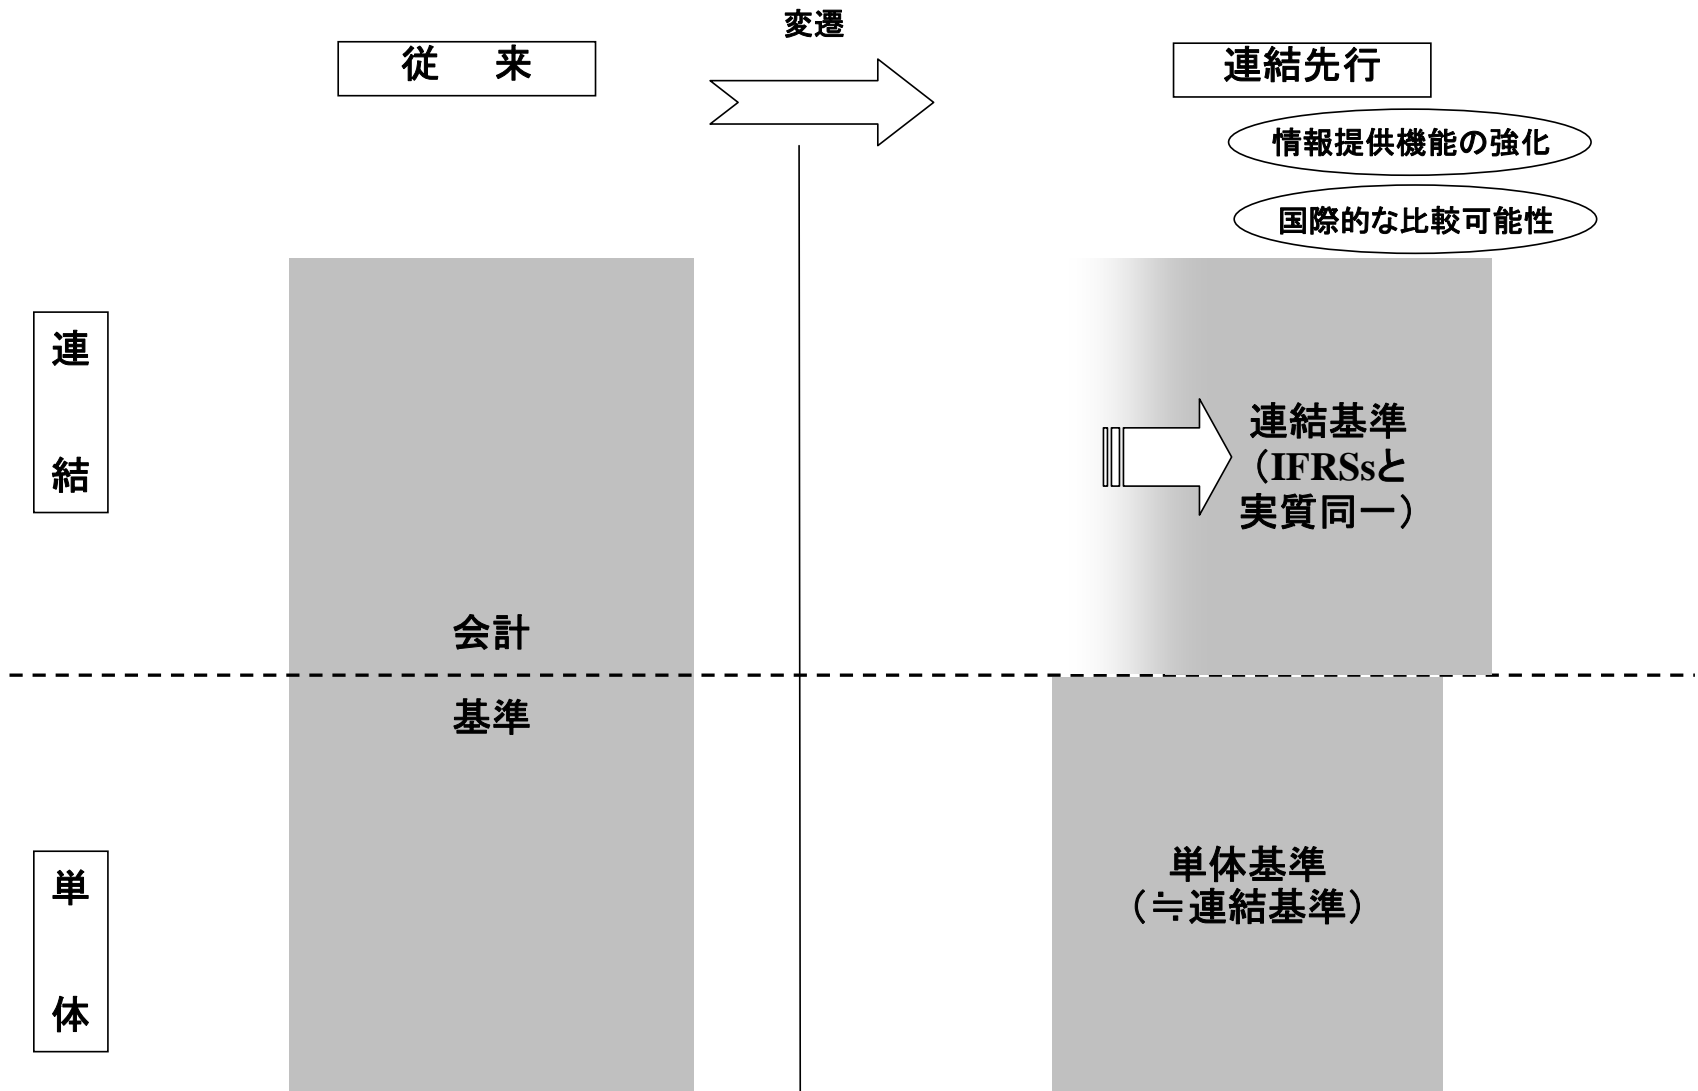 変遷
従 来
連結先行
情報提供機能の強化
国際的な比較可能性
連
結
連結基準
（IFRSsと
実質同一）
会計
基準
単
体
単体基準
（≒連結基準）